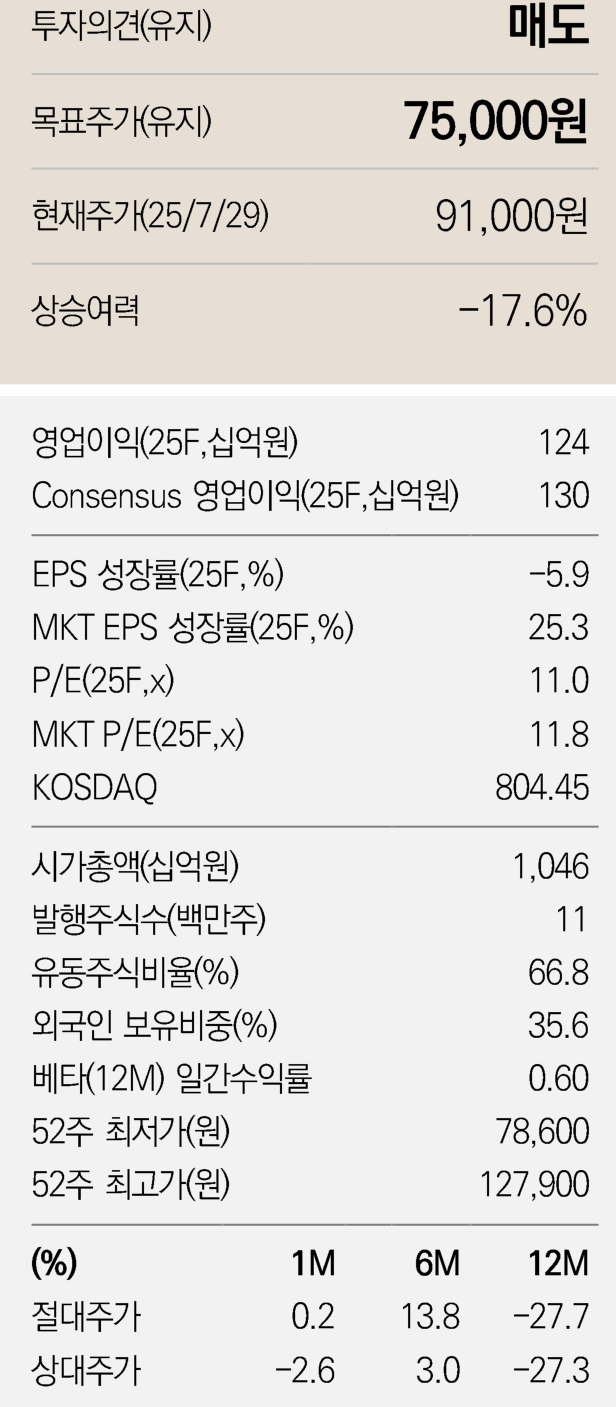 투자의견(유지) 매도
목표주가(유지) 75,000원
현재주가(25/7/29) 91,000원
상승여력 −17.6%
영업이익(25F,십억원) 124
Consensus 영업이익(25F,십억원) 130
EPS 성장률(25F,%) −5.9
MKT EPS 성장률(25F,%) 25.3
P/E(25F,x) 11.0
MKT P/E(25F,x) 11.8
KOSDAQ 804.45
시가총액(십억원) 1,046
발행주식수(백만주) 11
유동주식비율(%) 66.8
외국인 보유비중(%) 35.6
베타(12M) 일간수익률 0.60
52주 최저가(원) 78,600
52주 최고가(원) 127,900
(%) 1M 6M 12M
절대주가 0.2 13.8 −27.7
상대주가 −2.6 3.0 −27.3